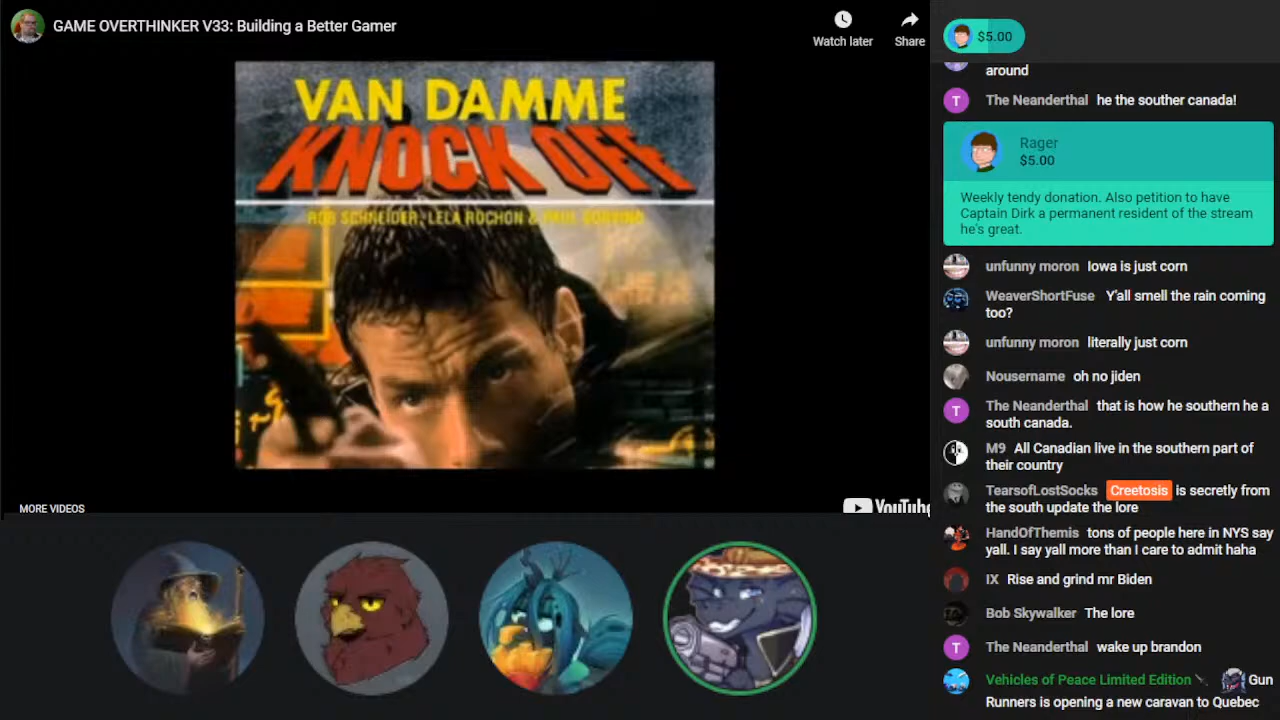 GAME OVERTHINKER V33: Building a Better Gamer
Watch later
Share
VAN DAMME
KNOCK OFF
ROB SCHNEIDER, LELA ROCHON & PAUL SORVINO
MORE VIDEOS
YouTube
$5.00
around
The Neanderthal he the souther canada!
Rager
$5.00
Weekly tendy donation. Also petition to have
Captain Dirk a permanent resident of the stream
he's great.
unfunny moron Iowa is just corn
WeaverShortFuse Y'all smell the rain coming
too?
unfunny moron literally just corn
Nousername oh no jiden
T The Neanderthal that is how he southern he a
south canada.
M9 All Canadian live in the southern part of
their country
TearsofLostSocks Creetosis is secretly from
the south update the lore
HandOfThemis tons of people here in NYS say
yall. I say yall more than I care to admit haha
IX Rise and grind mr Biden
Bob Skywalker The lore
T The Neanderthal wake up brandon
Vehicles of Peace Limited Edition Gun
Runners is opening a new caravan to Quebec